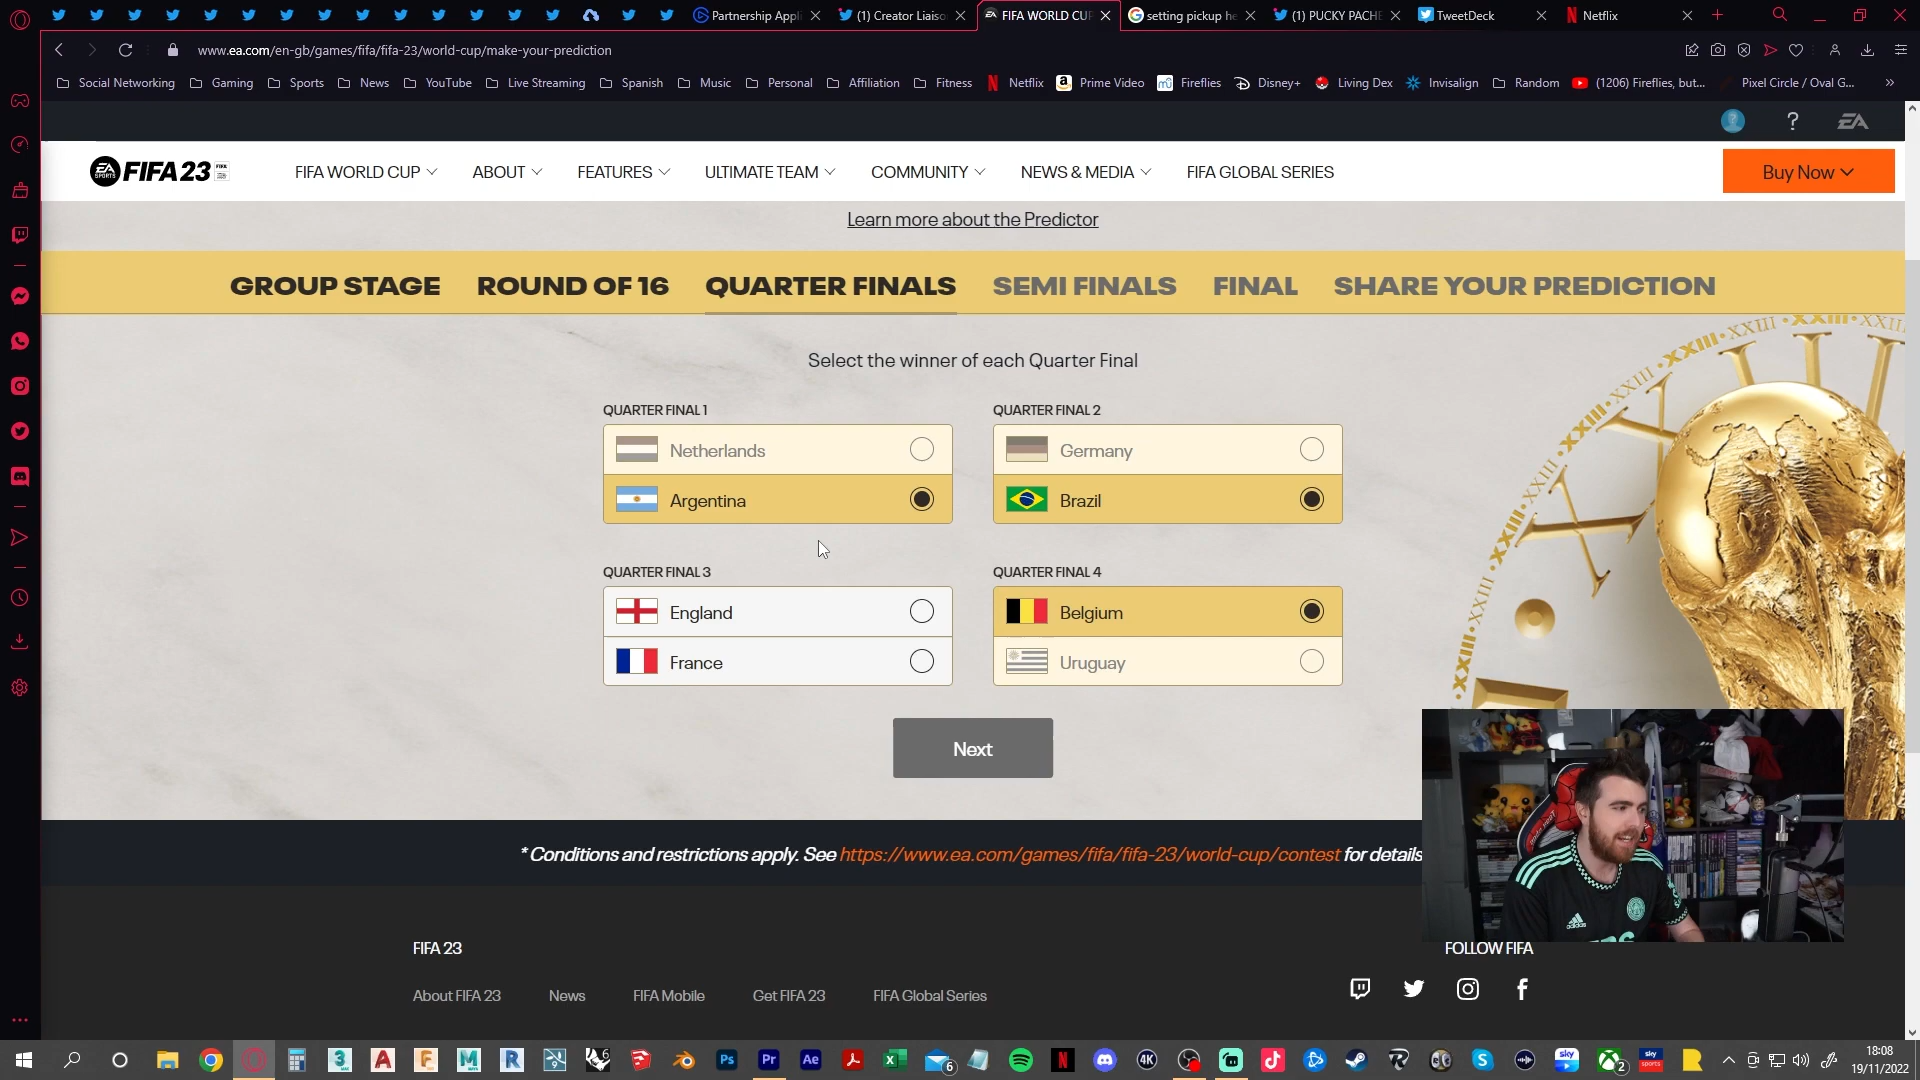 Partnership Appli
(1) Creator Liaiso
FIFA WORLD CUP
setting pickup he
(1) PUCKY PACHE
TweetDeck
Netflix
www.ea.com/en-gb/games/fifa/fifa-23/world-cup/make-your-prediction
Social Networking
Gaming
Sports
News
YouTube
Live Streaming
Spanish
Music
Personal
Affiliation
Fitness
Netflix
Prime Video
Fireflies
Disney+
Living Dex
Invisalign
Random
(1206) Fireflies, but...
Pixel Circle / Oval G...
EA SPORTS FIFA 23
FIFA WORLD CUP
ABOUT
FEATURES
ULTIMATE TEAM
COMMUNITY
NEWS & MEDIA
FIFA GLOBAL SERIES
Buy Now
Learn more about the Predictor
GROUP STAGE
ROUND OF 16
QUARTER FINALS
SEMI FINALS
FINAL
SHARE YOUR PREDICTION
Select the winner of each Quarter Final
QUARTER FINAL 1
Netherlands
Argentina
QUARTER FINAL 2
Germany
Brazil
QUARTER FINAL 3
England
France
QUARTER FINAL 4
Belgium
Uruguay
Next
* Conditions and restrictions apply. See https://www.ea.com/games/fifa/fifa-23/world-cup/contest for details
FIFA 23
FOLLOW FIFA
About FIFA 23
News
FIFA Mobile
Get FIFA 23
FIFA Global Series
adidas
18:08
19/11/2022